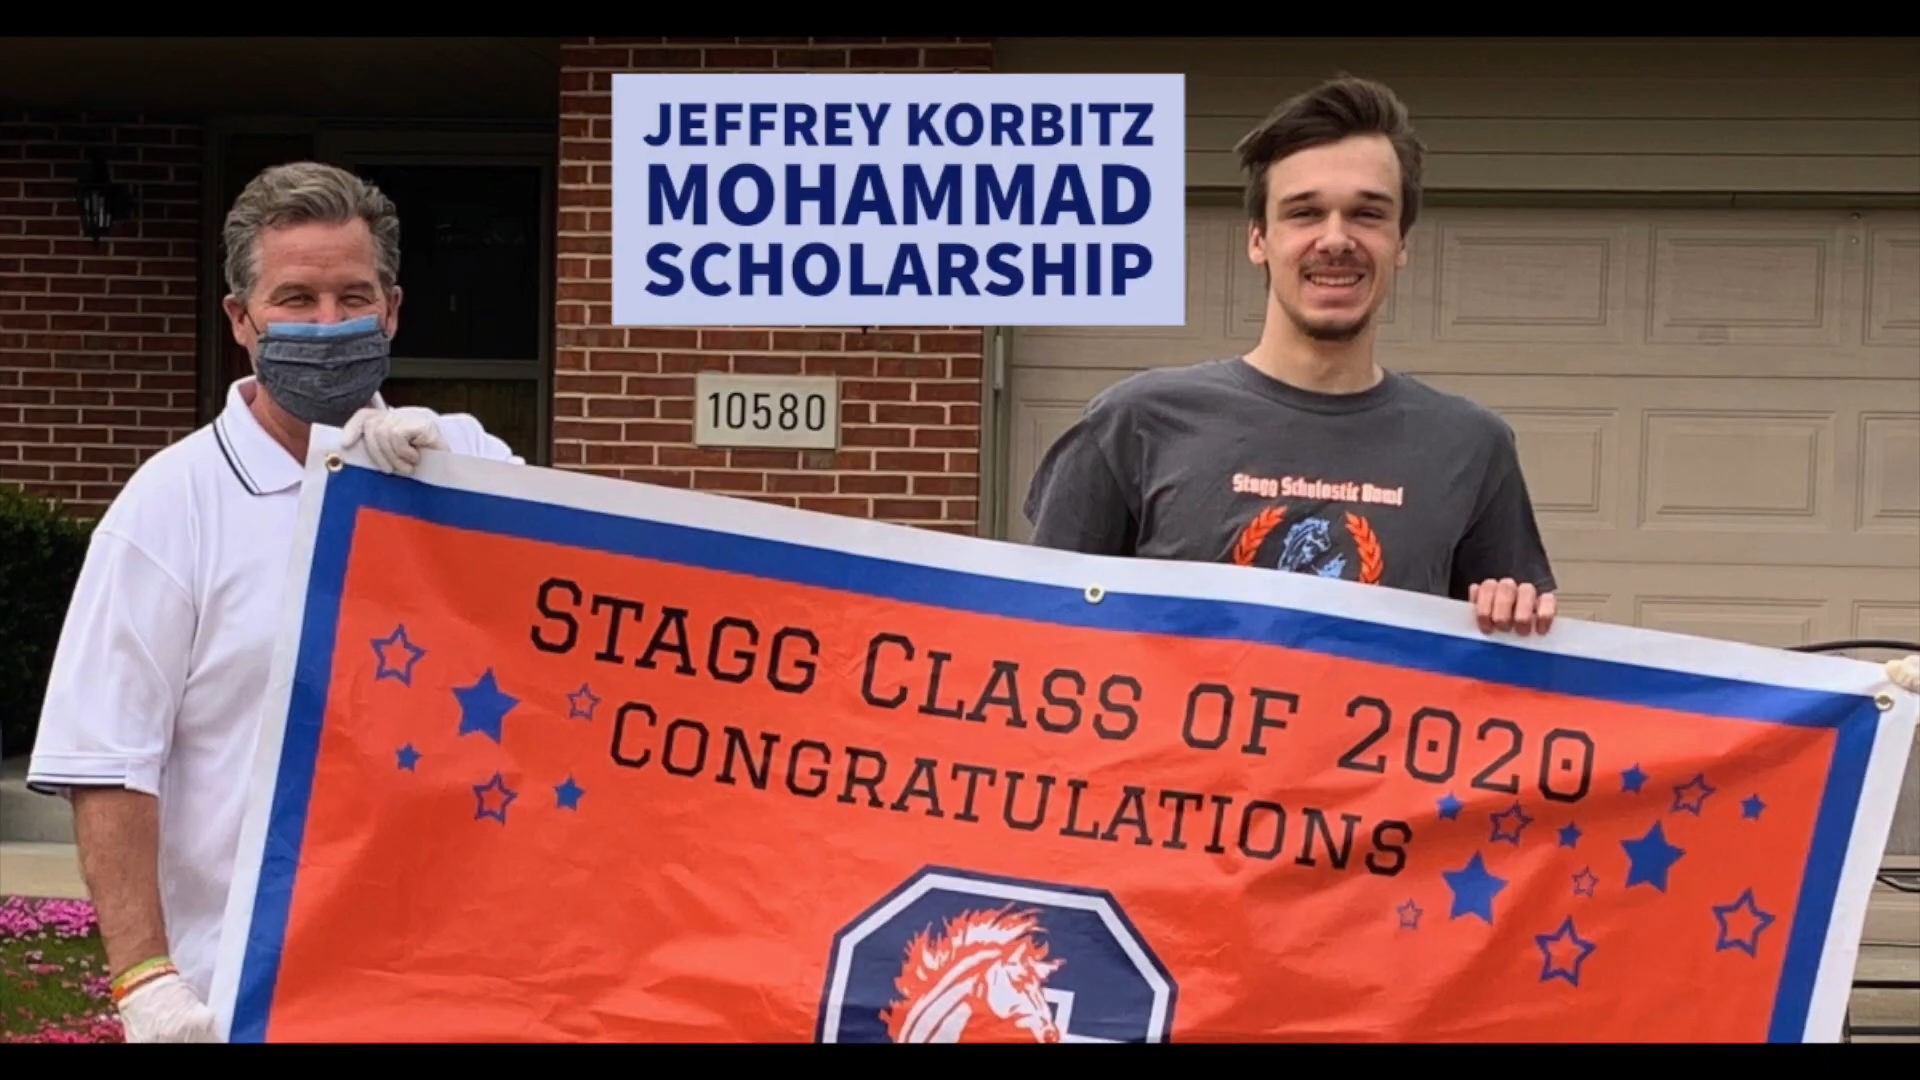 JEFFREY KORBITZ
MOHAMMAD
SCHOLARSHIP
10580
Stagg Scholastic Bowl
STAGG CLASS OF 2020
CONGRATULATIONS